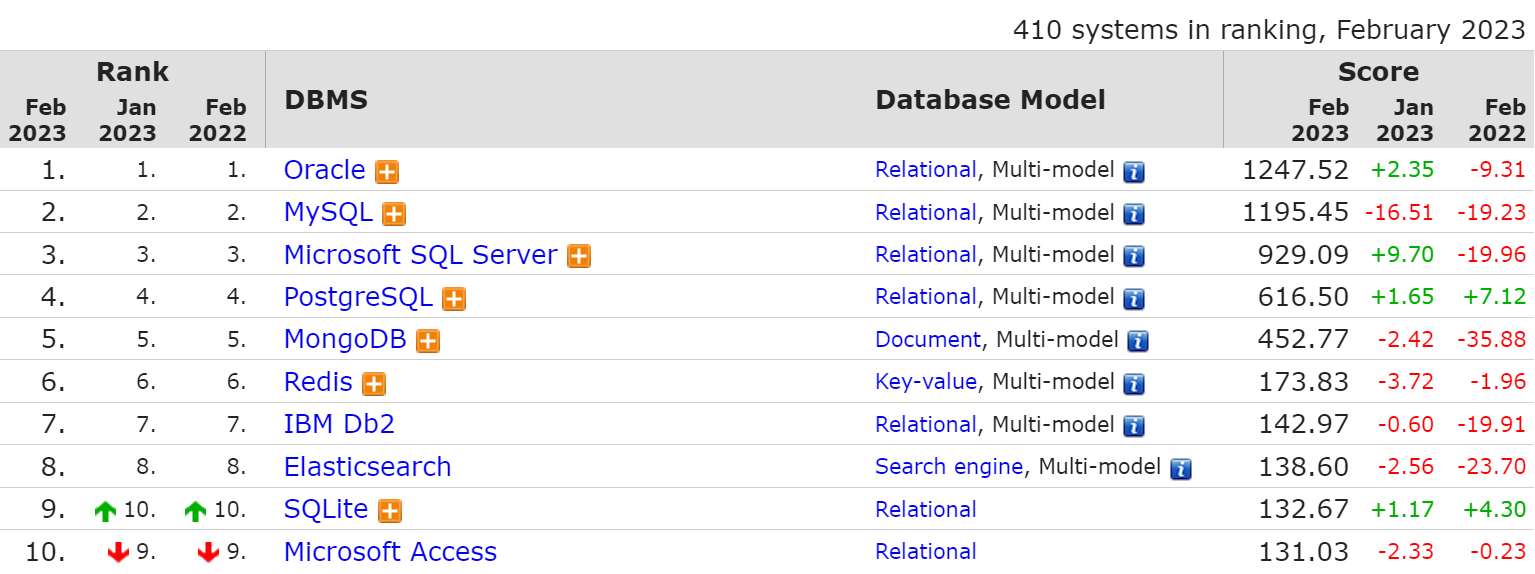 410 systems in ranking, February 2023
Rank DBMS Database Model Score
Feb 2023 Jan 2023 Feb 2022 Feb 2023 Jan 2023 Feb 2022
1. 1. 1. Oracle Relational, Multi-model 1247.52 +2.35 -9.31
2. 2. 2. MySQL Relational, Multi-model 1195.45 -16.51 -19.23
3. 3. 3. Microsoft SQL Server Relational, Multi-model 929.09 +9.70 -19.96
4. 4. 4. PostgreSQL Relational, Multi-model 616.50 +1.65 +7.12
5. 5. 5. MongoDB Document, Multi-model 452.77 -2.42 -35.88
6. 6. 6. Redis Key-value, Multi-model 173.83 -3.72 -1.96
7. 7. 7. IBM Db2 Relational, Multi-model 142.97 -0.60 -19.91
8. 8. 8. Elasticsearch Search engine, Multi-model 138.60 -2.56 -23.70
9. 10. 10. SQLite Relational 132.67 +1.17 +4.30
10. 9. 9. Microsoft Access Relational 131.03 -2.33 -0.23